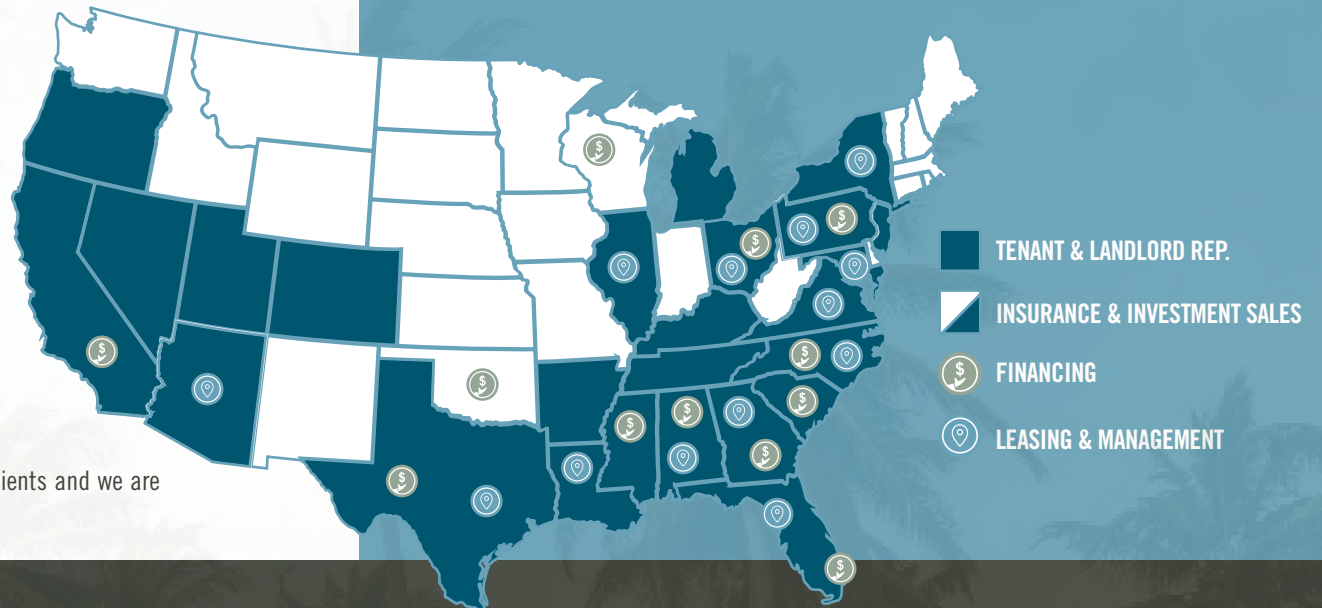 TENANT & LANDLORD REP.
INSURANCE & INVESTMENT SALES
FINANCING
LEASING & MANAGEMENT
ients and we are